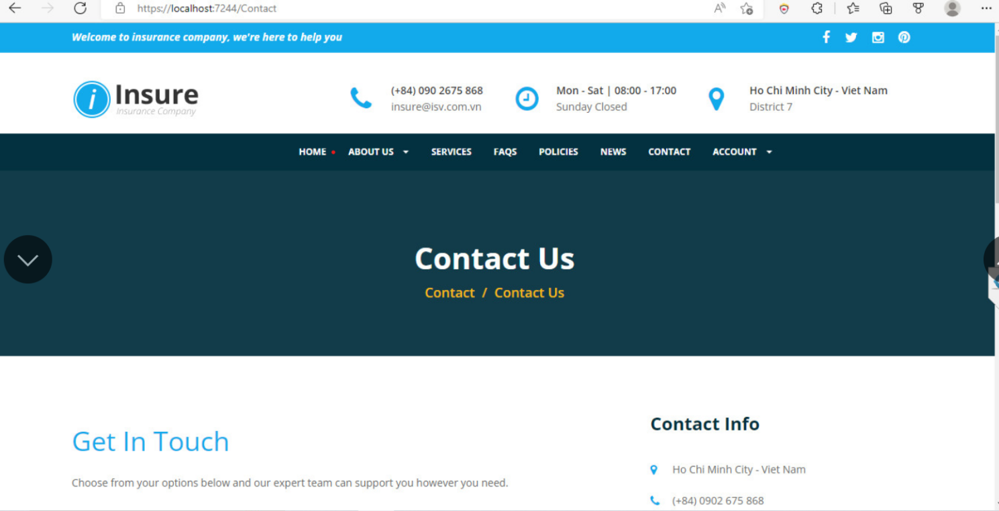 https://localhost:7244/Contact
Welcome to insurance company, we're here to help you
i Insure
Insurance Company
(+84) 090 2675 868
insure@isv.com.vn
Mon - Sat | 08:00 - 17:00
Sunday Closed
Ho Chi Minh City - Viet Nam
District 7
HOME ABOUT US SERVICES FAQS POLICIES NEWS CONTACT ACCOUNT
Contact Us
Contact / Contact Us
Get In Touch
Choose from your options below and our expert team can support you however you need.
Contact Info
Ho Chi Minh City - Viet Nam
(+84) 0902 675 868